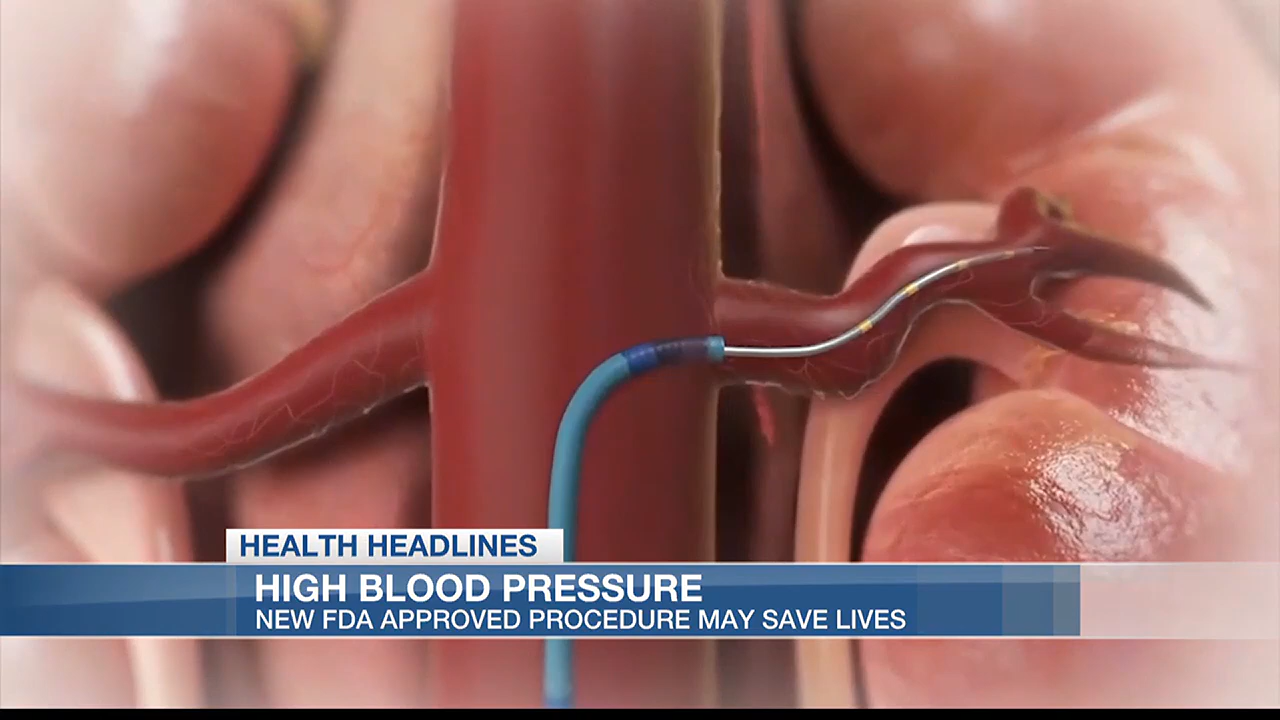 HEALTH HEADLINES
HIGH BLOOD PRESSURE
NEW FDA APPROVED PROCEDURE MAY SAVE LIVES